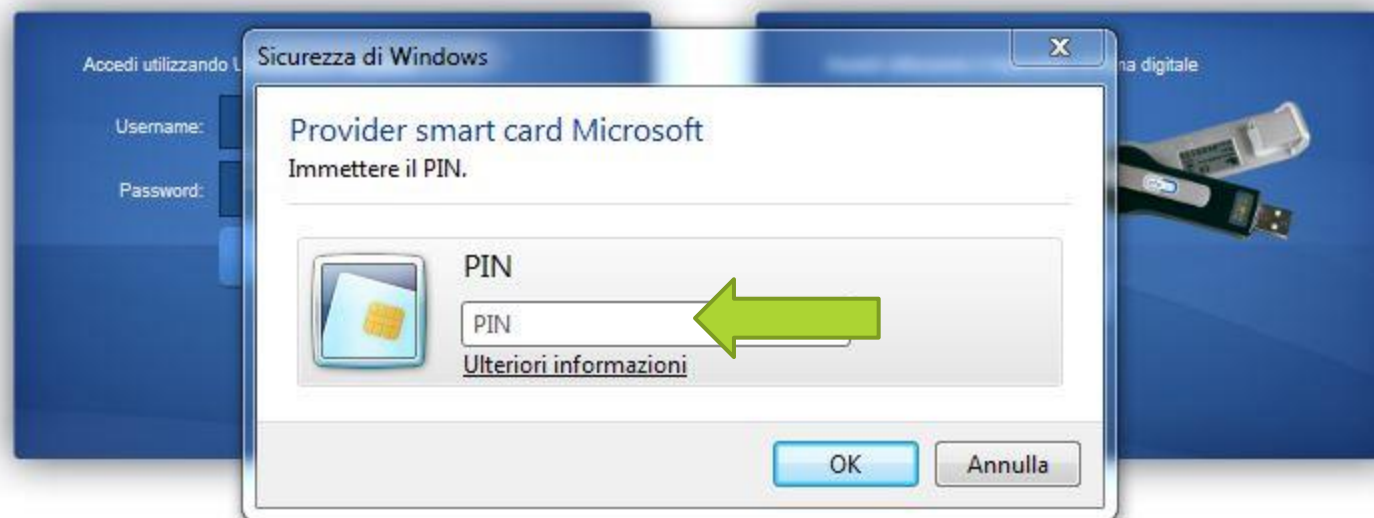 Accedi utilizzando
Username:
Password:
Sicurezza di Windows
X
digitale
Provider smart card Microsoft
Immettere il PIN.
PIN
PIN
Ulteriori informazioni
OK
Annulla